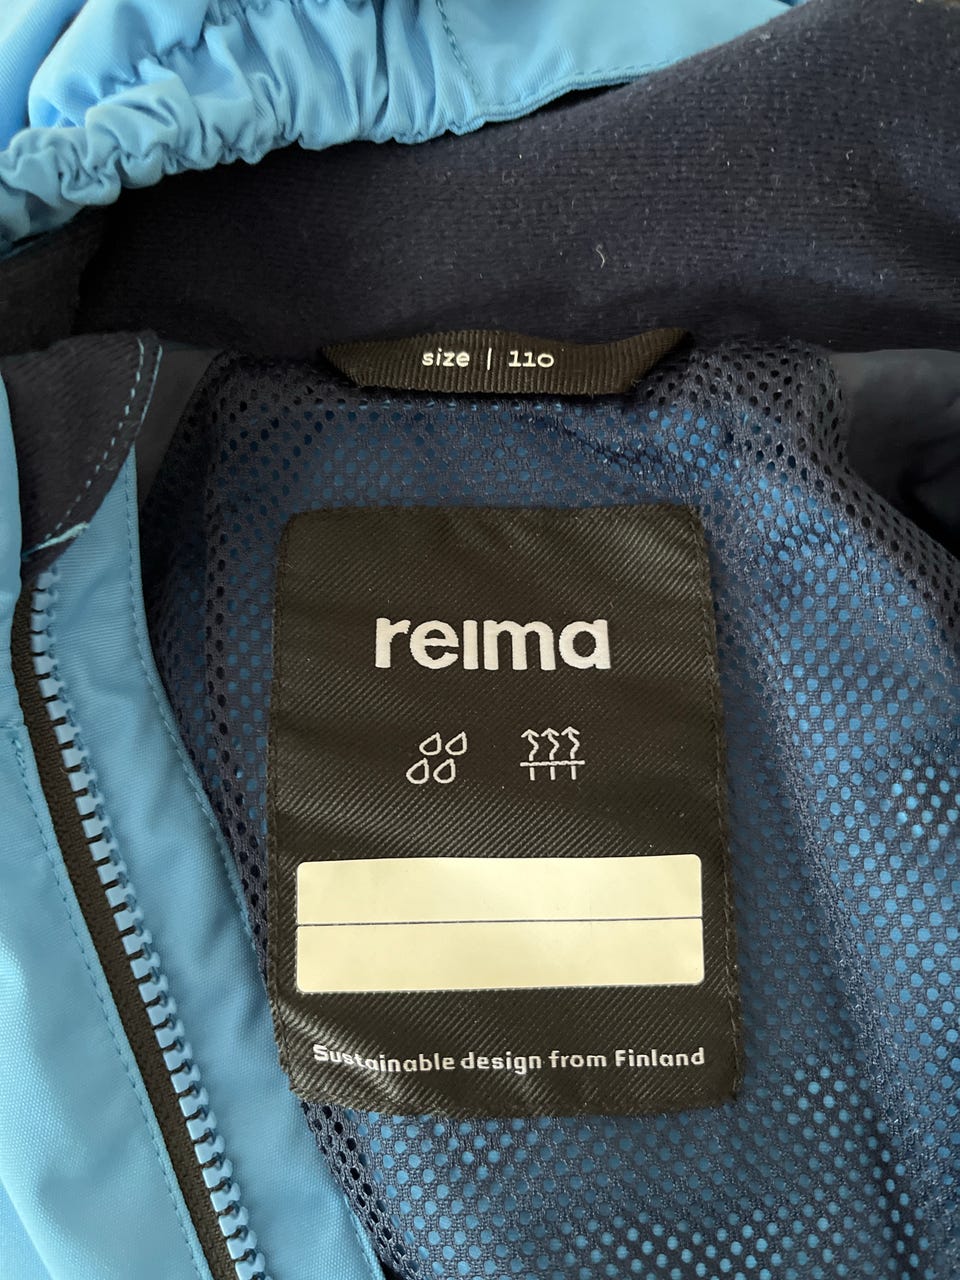 size | 110
reima
Sustainable design from Finland